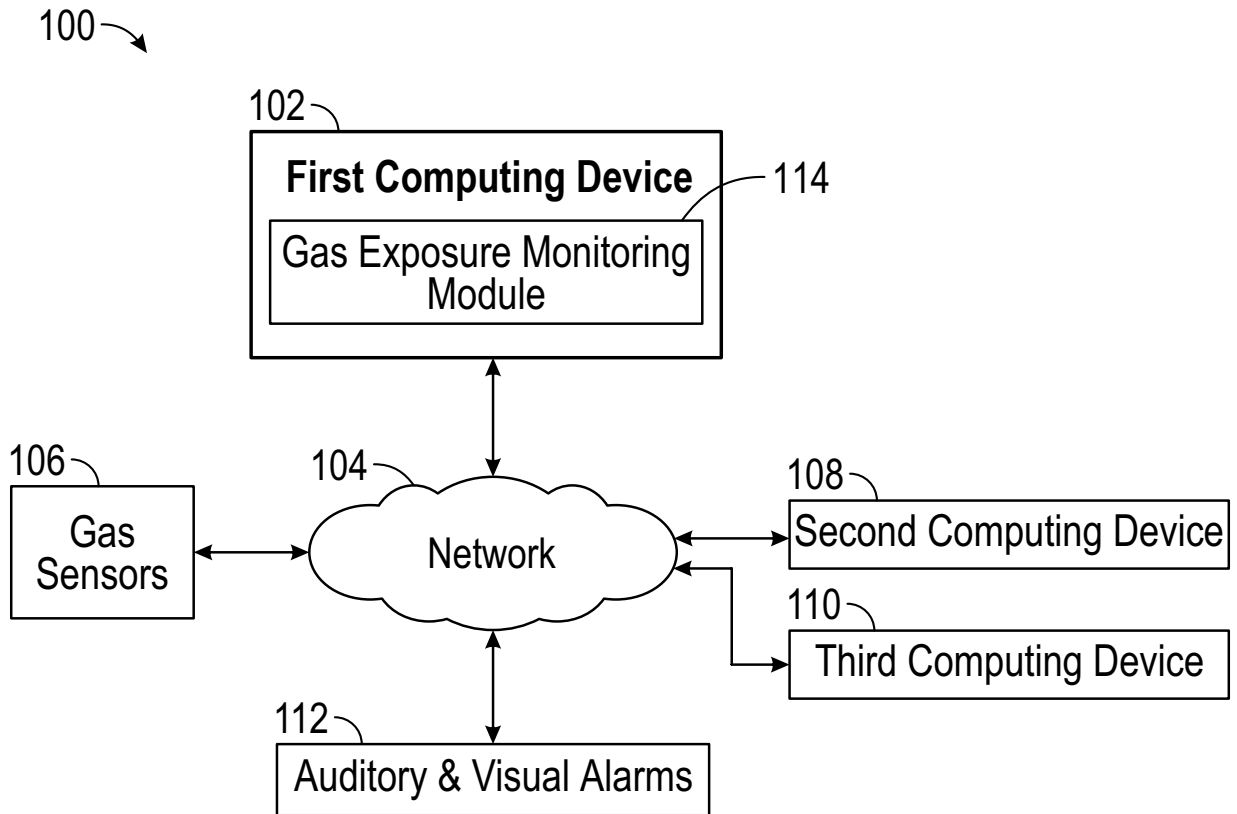 100
102
First Computing Device
114
Gas Exposure Monitoring
Module
106
104
108
Gas
Sensors
Network
Second Computing Device
110
Third Computing Device
112
Auditory & Visual Alarms